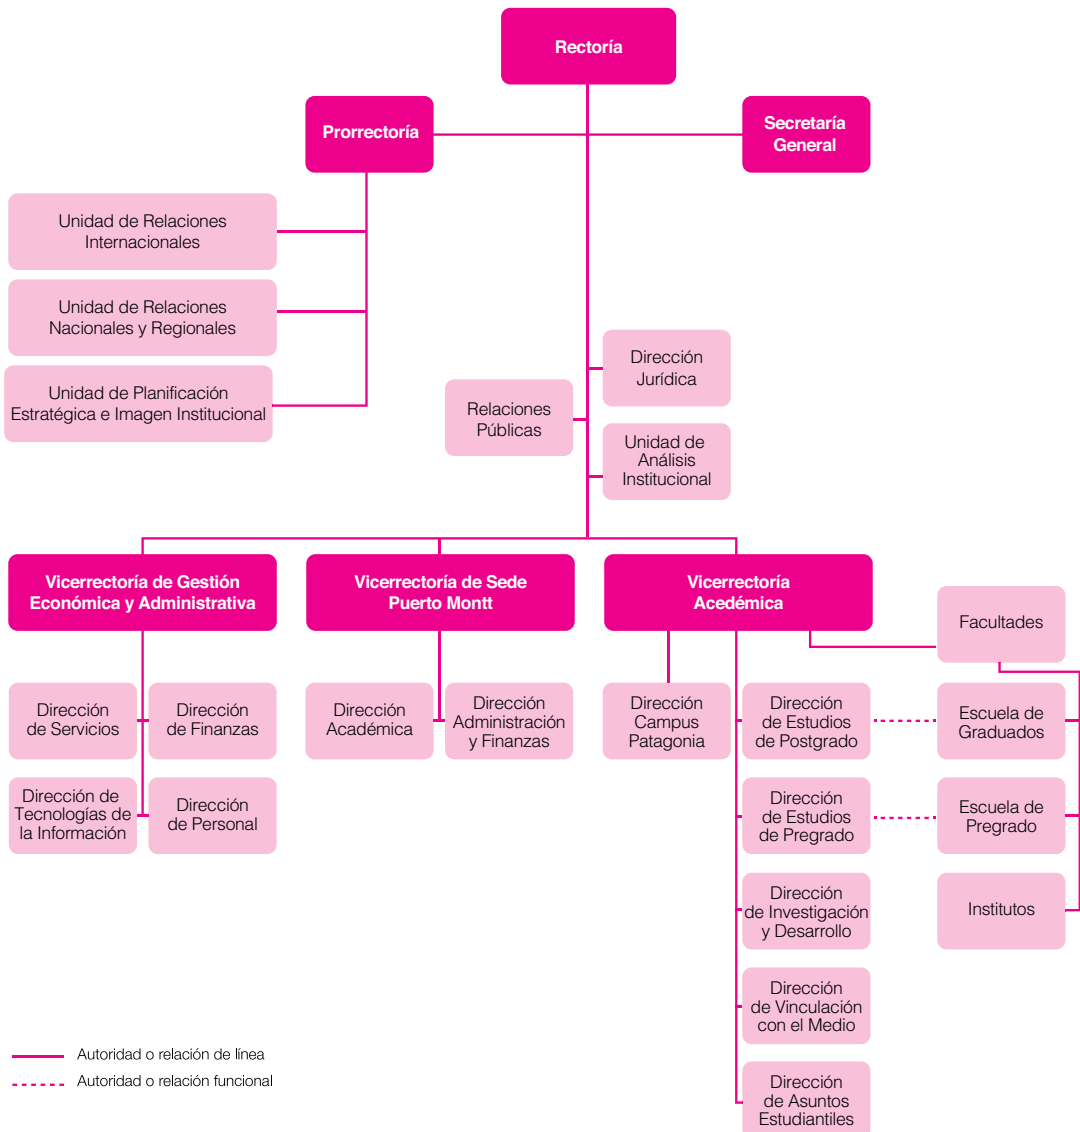 Rectoría
Prorrectoría
Secretaría
General
Unidad de Relaciones
Internacionales
Unidad de Relaciones
Nacionales y Regionales
Unidad de Planificación
Estratégica e Imagen Institucional
Dirección
Jurídica
Relaciones
Públicas
Unidad de
Análisis
Institucional
Vicerrectoría de Gestión
Económica y Administrativa
Vicerrectoría de Sede
Puerto Montt
Vicerrectoría
Acedémica
Facultades
Dirección
de Servicios
Dirección
de Finanzas
Dirección
Académica
Dirección
Administración
y Finanzas
Dirección
Campus
Patagonia
Dirección
de Estudios
de Postgrado
Escuela de
Graduados
Dirección de
Tecnologías de
la Información
Dirección
de Personal
Dirección
de Estudios
de Pregrado
Escuela de
Pregrado
Dirección
de Investigación
y Desarrollo
Institutos
Dirección
de Vinculación
con el Medio
Dirección
de Asuntos
Estudiantiles
Autoridad o relación de línea
Autoridad o relación funcional